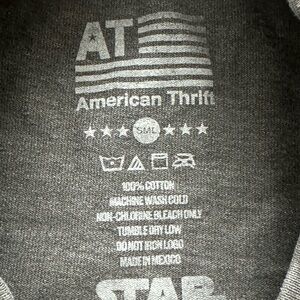 AT
American Thrift
SML
100% COTTON
MACHINE WASH COLD
NON-CHLORINE BLEACH ONLY
TUMBLE DRY LOW
DO NOT IRON LOGO
MADE IN MEXICO
STAR